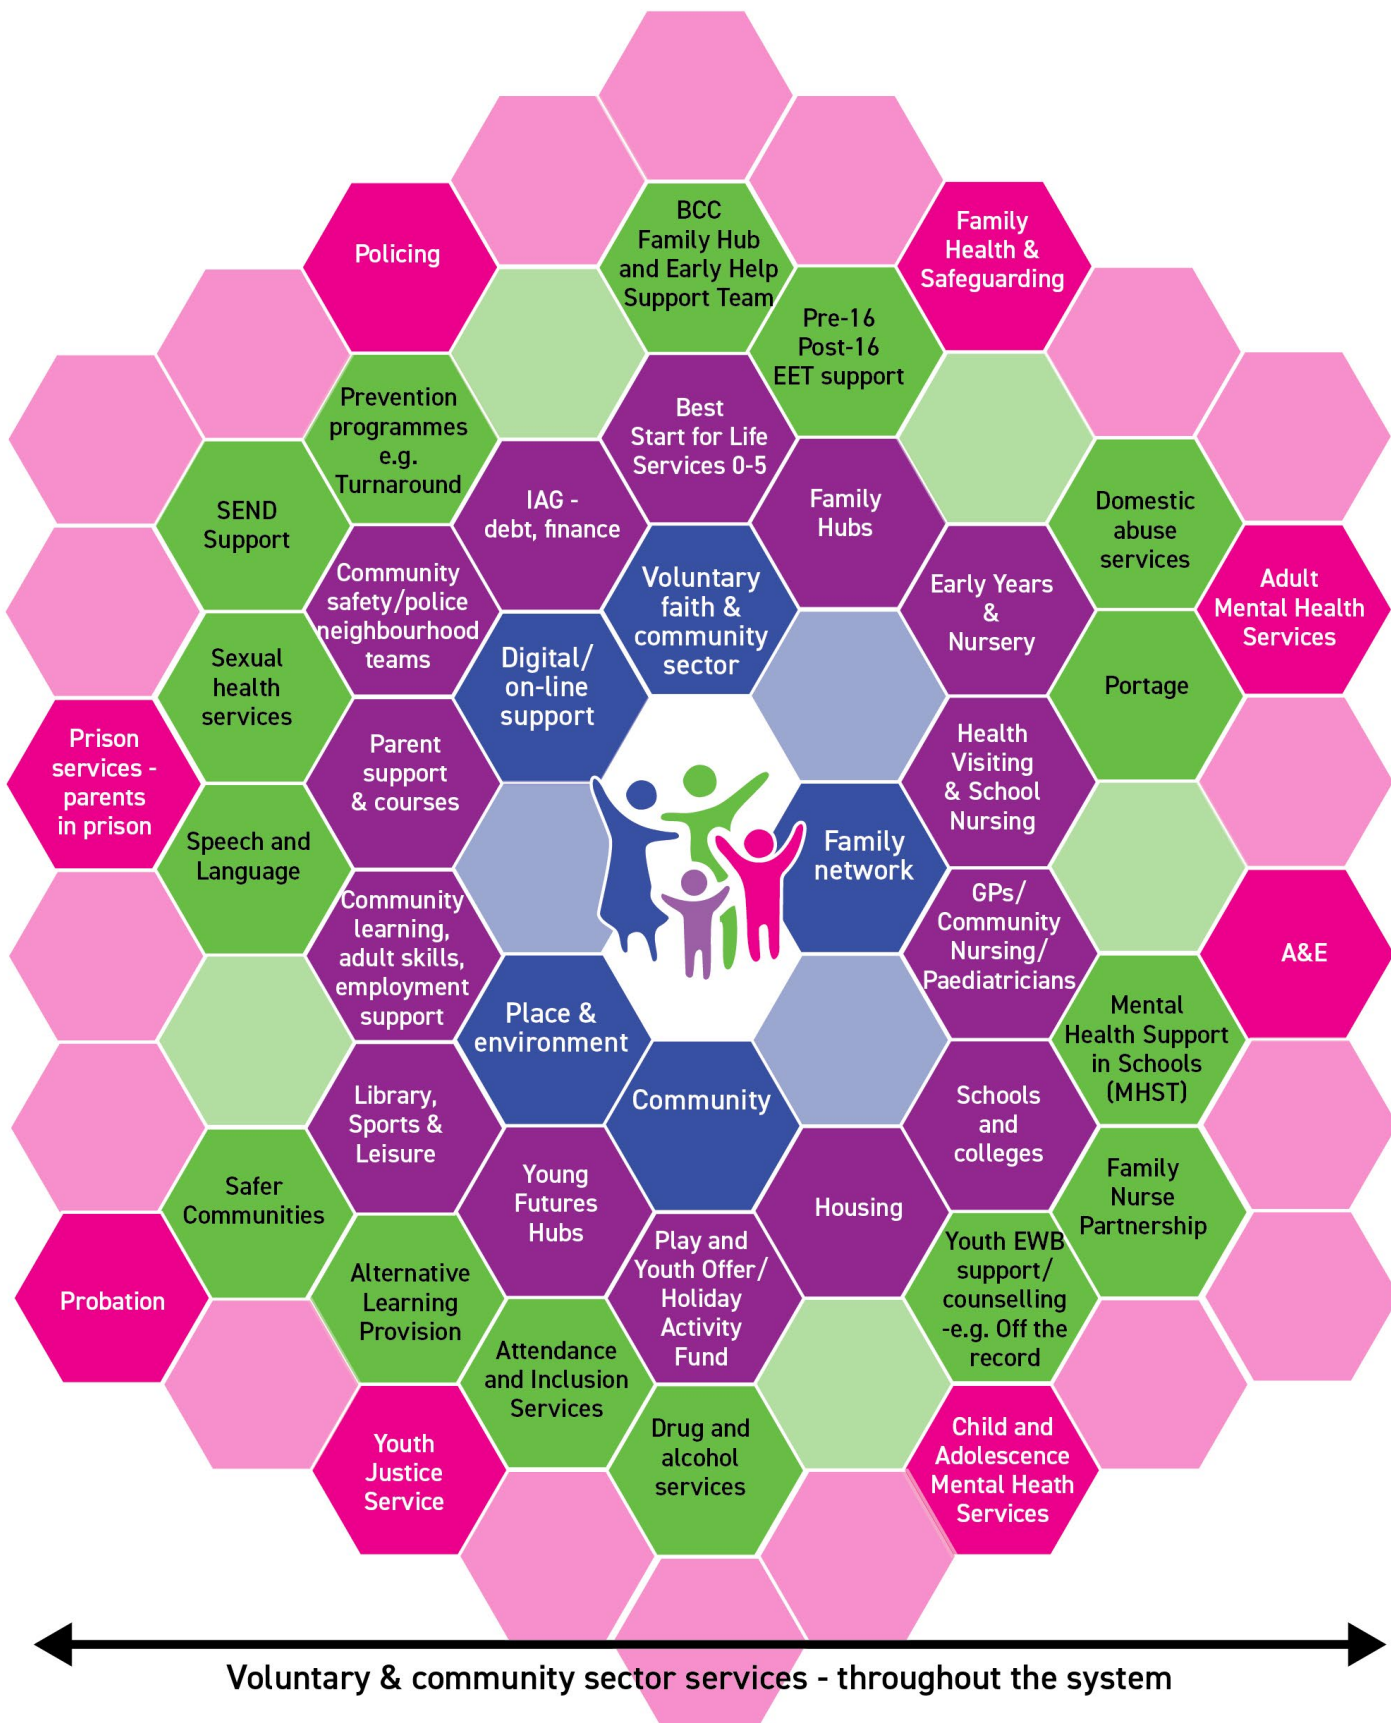 BCC
Family Hub
and Early Help
Support Team
Policing
Family
Health &
Safeguarding
Pre-16
Post-16
EET support
Prevention
programmes
e.g.
Turnaround
Best
Start for Life
Services 0-5
SEND
Support
IAG -
debt, finance
Family
Hubs
Domestic
abuse
services
Community
safety/police
neighbourhood
teams
Voluntary
faith &
community
sector
Early Years
&
Nursery
Adult
Mental Health
Services
Sexual
health
services
Digital/
on-line
support
Portage
Prison
services -
parents
in prison
Parent
support
& courses
Health
Visiting
& School
Nursing
Speech and
Language
Family
network
Community
learning,
adult skills,
employment
support
GPs/
Community
Nursing/
Paediatricians
A&E
Place &
environment
Mental
Health Support
in Schools
(MHST)
Library,
Sports &
Leisure
Community
Schools
and
colleges
Safer
Communities
Young
Futures
Hubs
Housing
Family
Nurse
Partnership
Probation
Alternative
Learning
Provision
Play and
Youth Offer/
Holiday
Activity
Fund
Youth EWB
support/
counselling
-e.g. Off the
record
Attendance
and Inclusion
Services
Youth
Justice
Service
Drug and
alcohol
services
Child and
Adolescence
Mental Heath
Services
Voluntary & community sector services - throughout the system